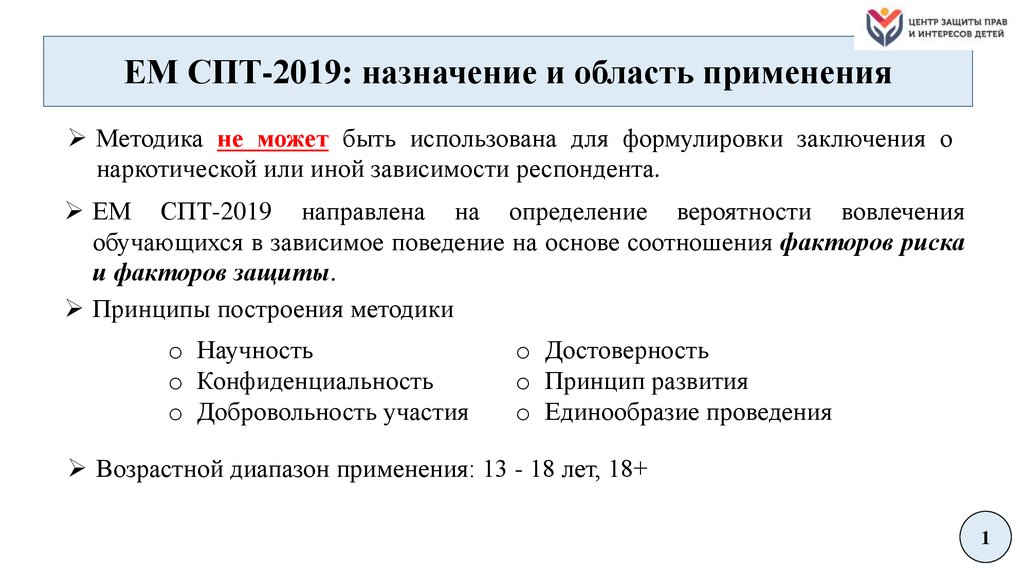 ЦЕНТР ЗАЩИТЫ ПРАВ
И ИНТЕРЕСОВ ДЕТЕЙ
ЕМ СПТ-2019: назначение и область применения
➢ Методика не может быть использована для формулировки заключения о
наркотической или иной зависимости респондента.
➢ ЕМ СПТ-2019 направлена на определение вероятности вовлечения
обучающихся в зависимое поведение на основе соотношения факторов риска
и факторов защиты.
➢ Принципы построения методики
o Научность
o Конфиденциальность
o Добровольность участия
o Достоверность
o Принцип развития
o Единообразие проведения
➢ Возрастной диапазон применения: 13 - 18 лет, 18+
1